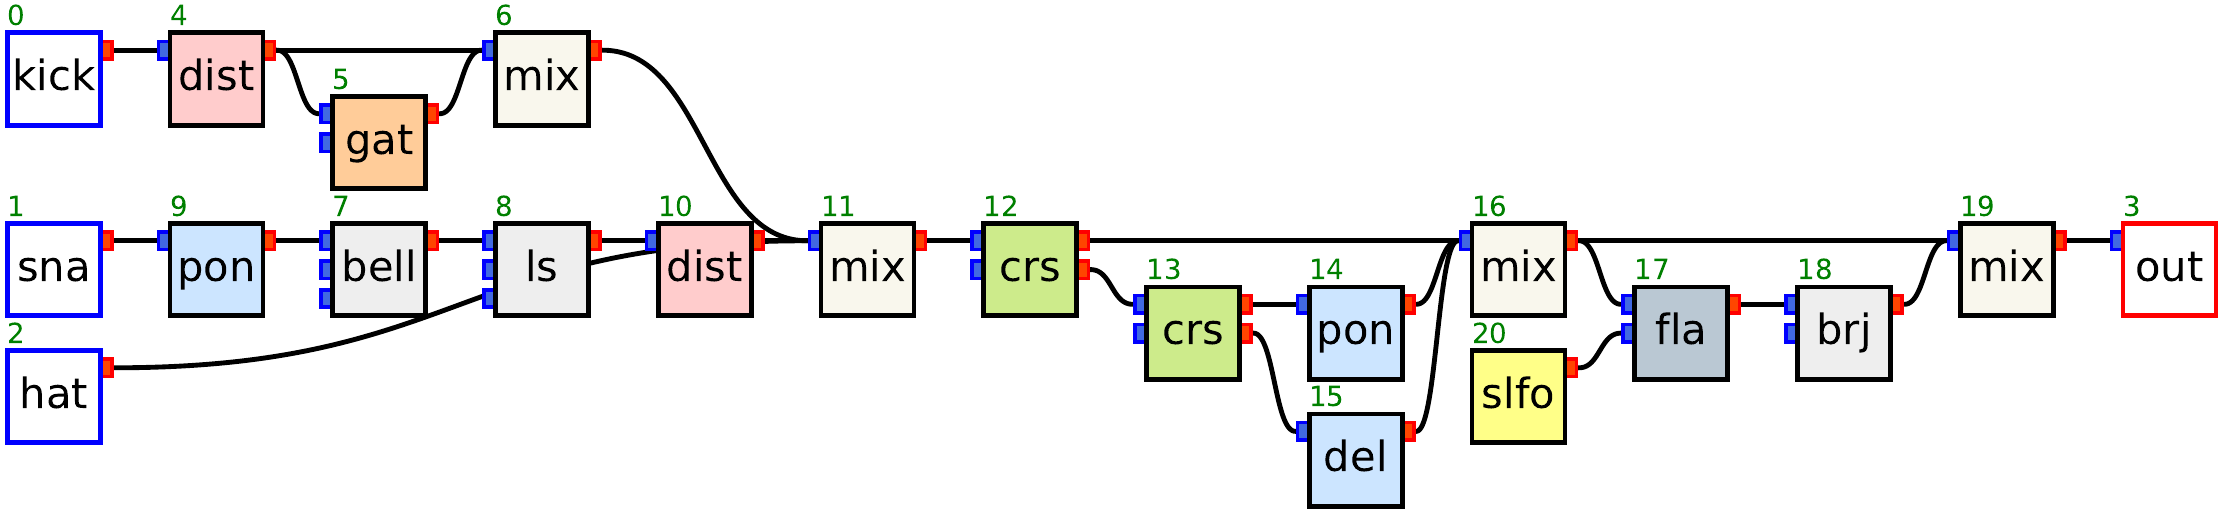 0 4 6
kick dist mix
5
gat
1 9 7 8 10 11 12 16 19 3
sna pon bell ls dist mix crs mix mix out
13 14 17 18
crs pon fla brj
2 20
hat slfo
15
del